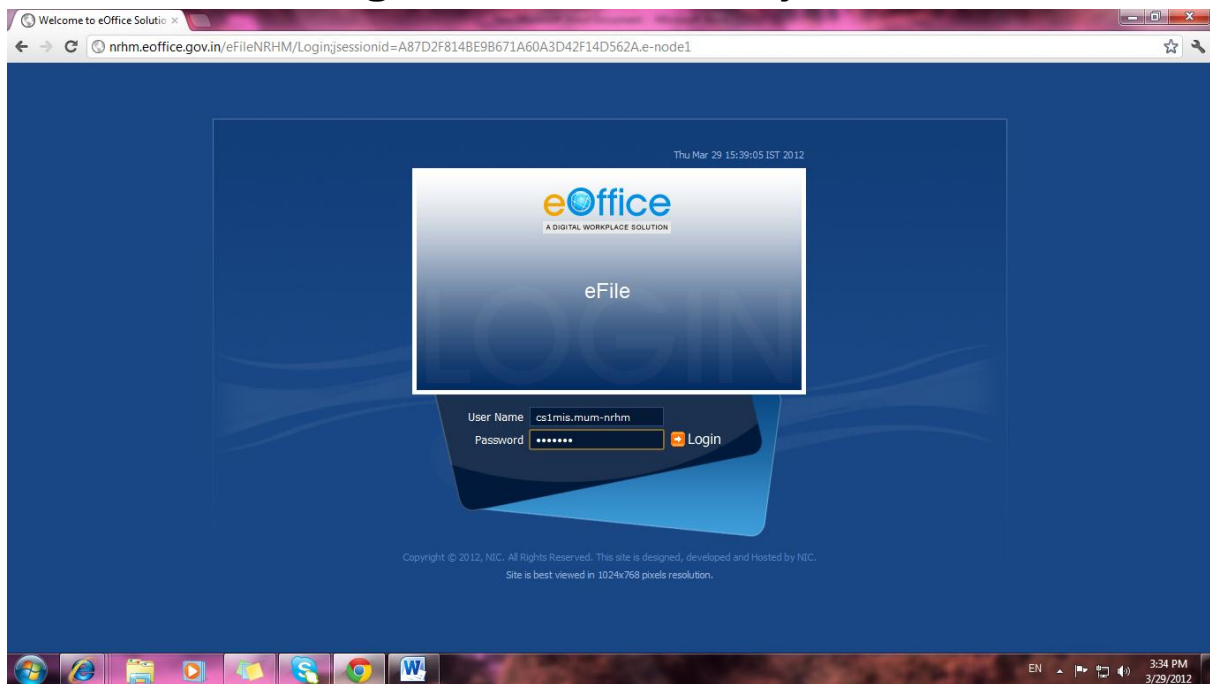 Welcome to eOffice Solutio
nrhm.eoffice.gov.in/eFileNRHM/Login;jsessionid=A87D2F814BE9B671A60A3D42F14D562A.e-node1
Thu Mar 29 15:39:05 IST 2012
eOffice
A DIGITAL WORKPLACE SOLUTION
eFile
LOGIN
User Name cs1mis.mum-nrhm
Password •••••••
Login
Copyright © 2012, NIC. All Rights Reserved. This site is designed, developed and Hosted by NIC.
Site is best viewed in 1024x768 pixels resolution.
EN
3:34 PM
3/29/2012